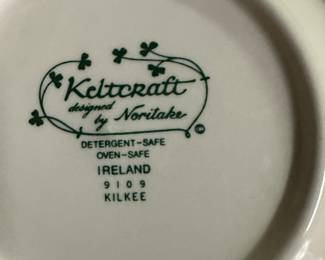 Keltcraft
designed
by Noritake
©
DETERGENT-SAFE
OVEN-SAFE
IRELAND
9109
KILKEE